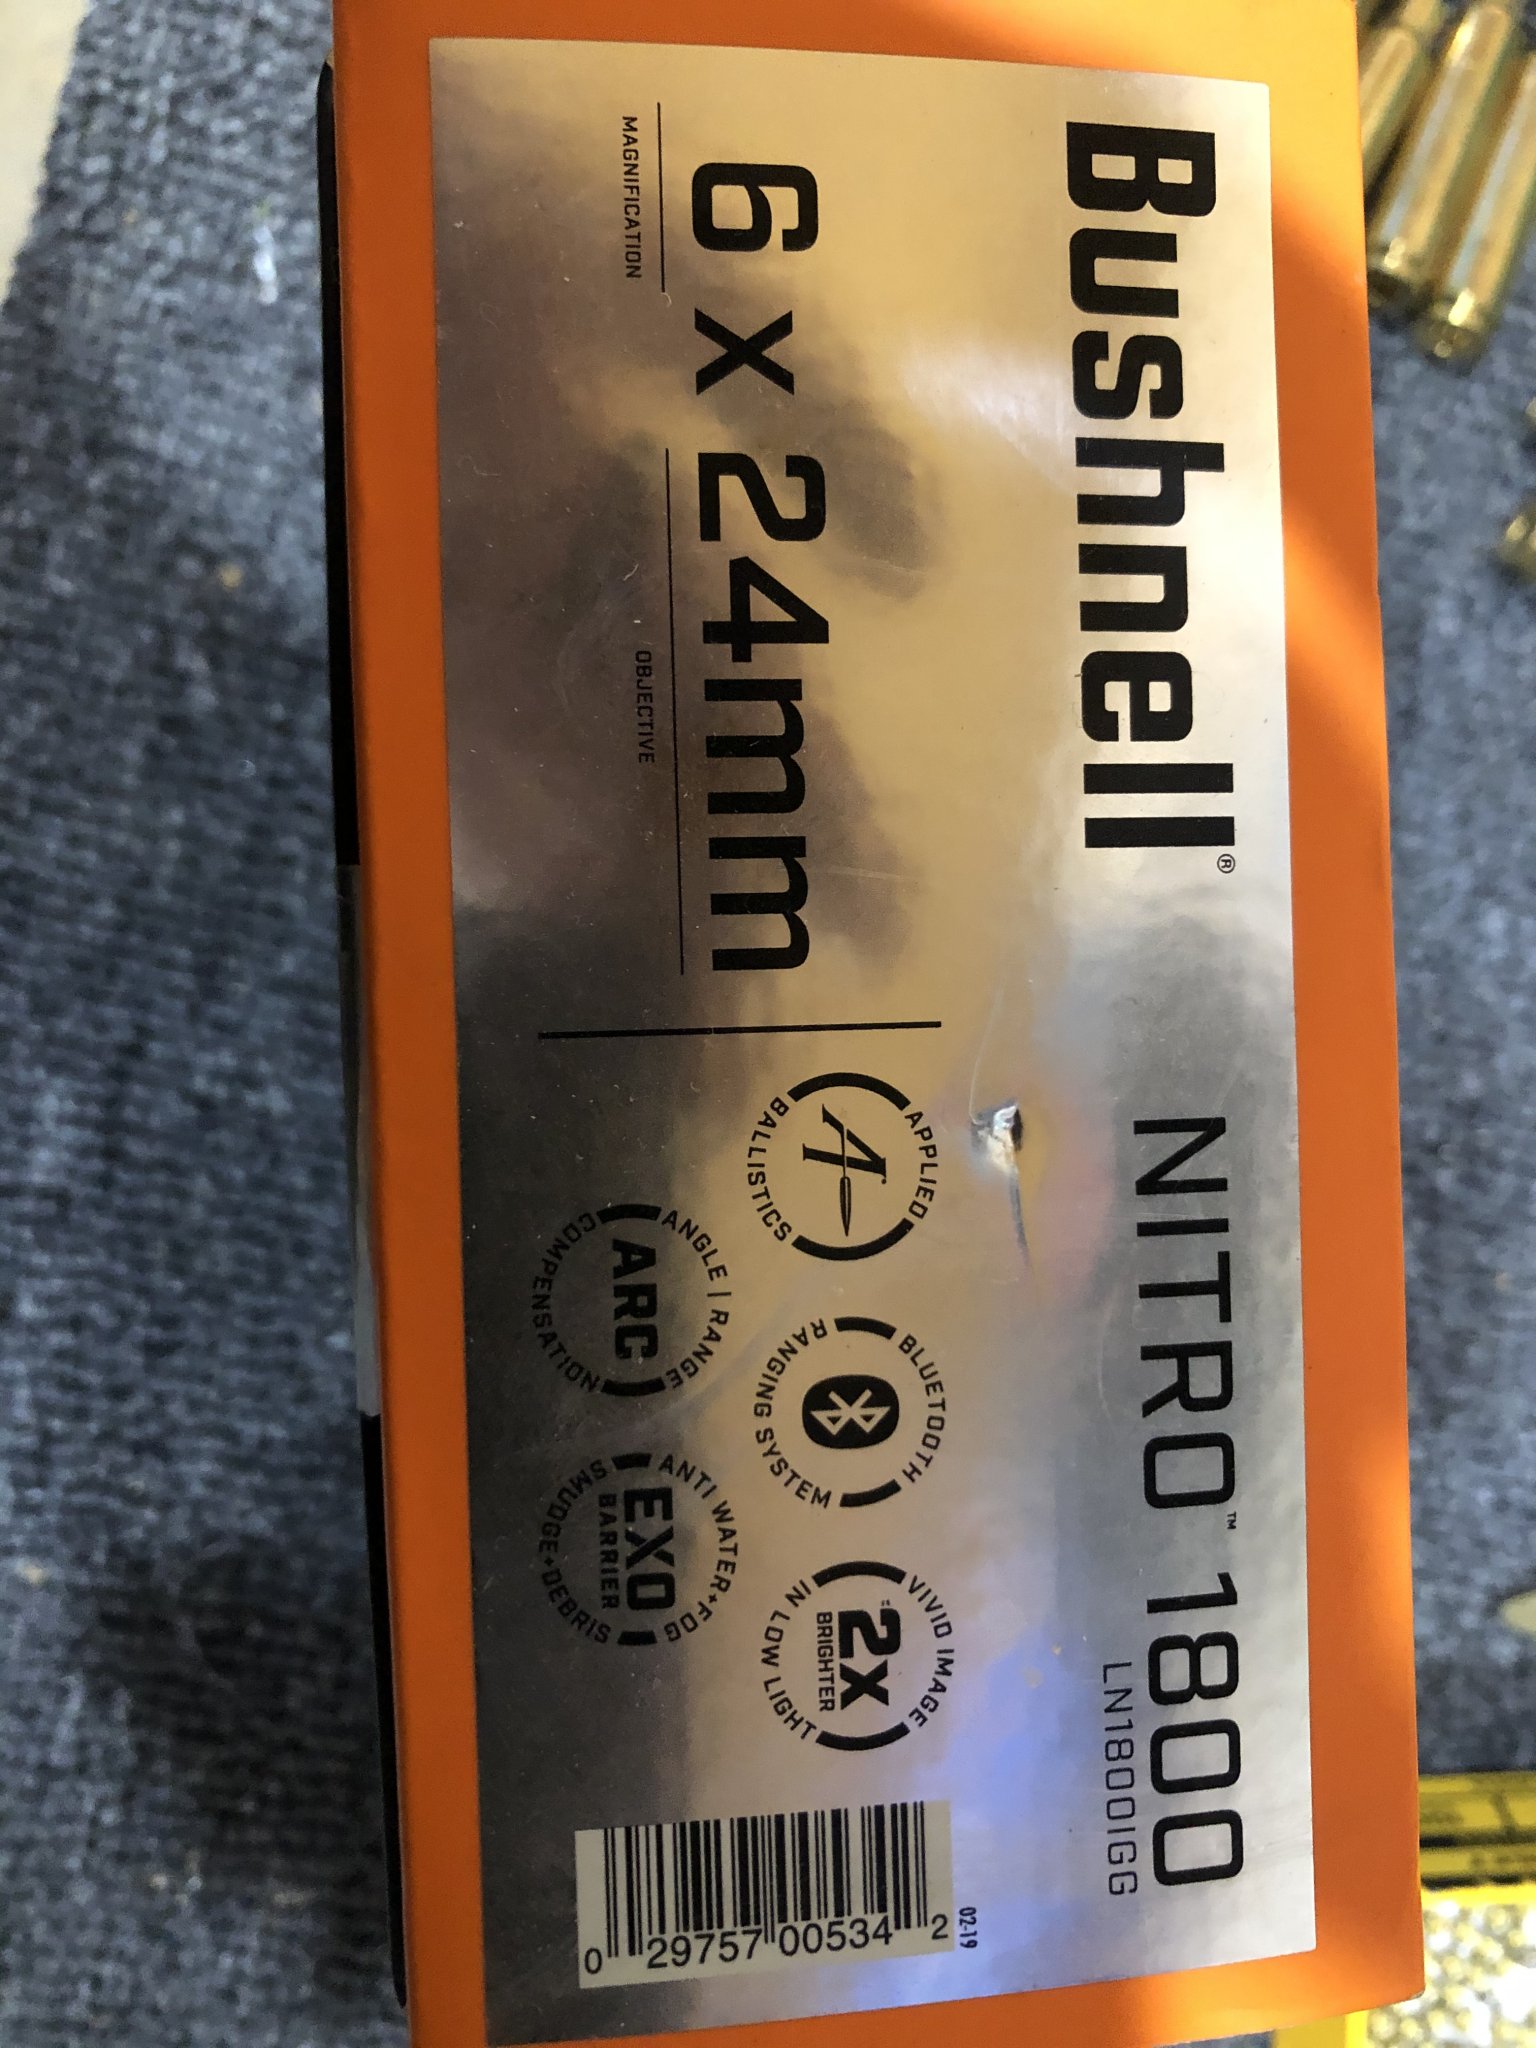 Bushnell®
NITRO™ 1800
LN1800IGG
6 x 24mm
MAGNIFICATION
OBJECTIVE
APPLIED
A
BALLISTICS
BLUETOOTH
RANGING SYSTEM
VIVID IMAGE
2X
BRIGHTER
IN LOW LIGHT
ANGLE | RANGE
ARC
COMPENSATION
ANTI WATER+FOG
EXO
BARRIER
SMUDGE+DEBRIS
02-19
0 29757 00534 2